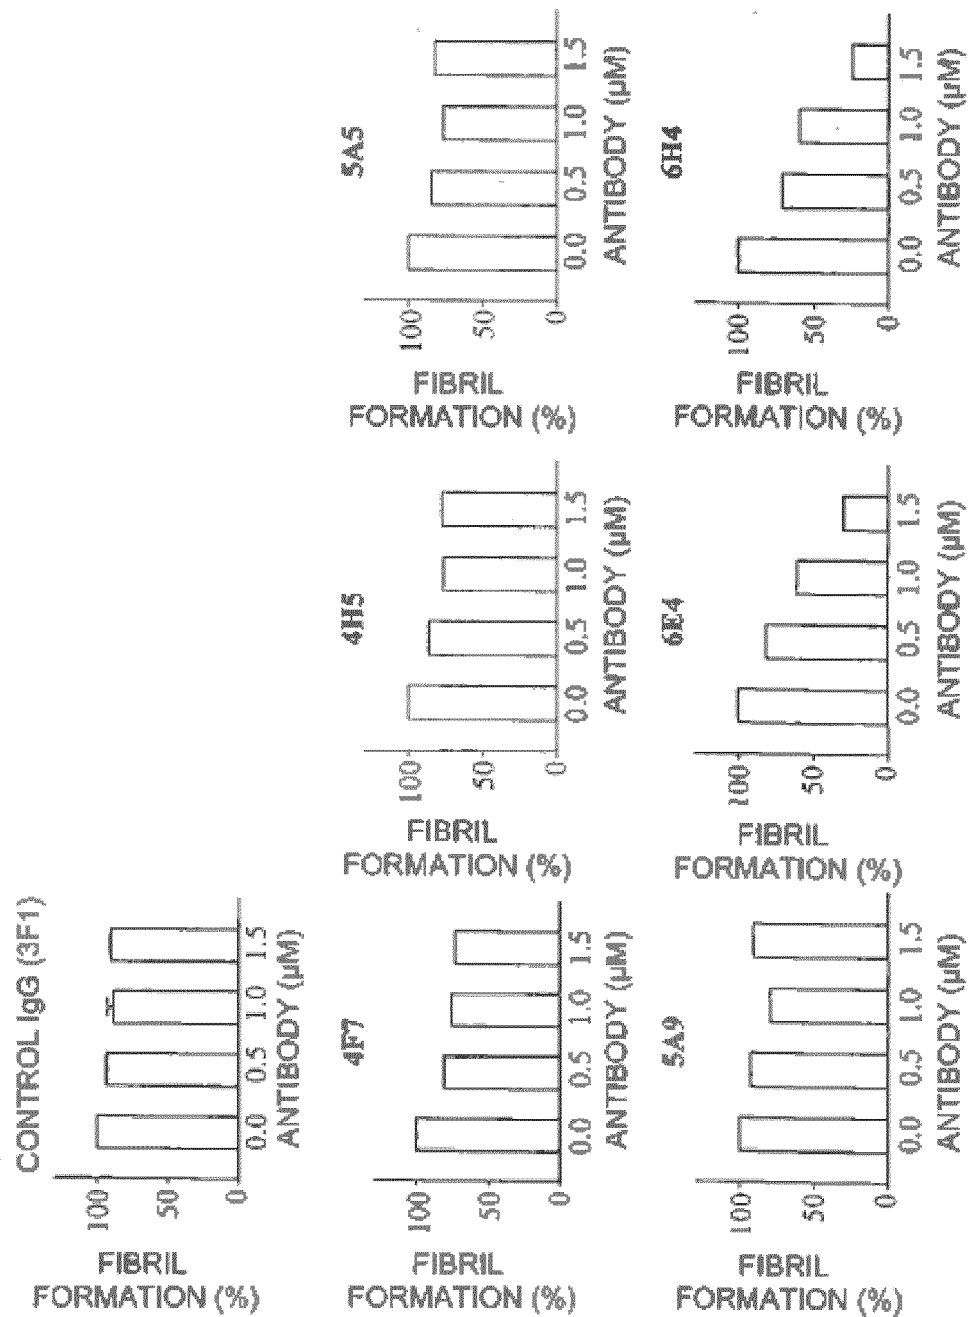 CONTROL IgG (3F1)
FIBRIL
FORMATION (%)
100
50
0
0.0 0.5 1.0 1.5
ANTIBODY (µM)
4F7
FIBRIL
FORMATION (%)
100
50
0
0.0 0.5 1.0 1.5
ANTIBODY (µM)
4H5
FIBRIL
FORMATION (%)
100
50
0
0.0 0.5 1.0 1.5
ANTIBODY (µM)
5A5
FIBRIL
FORMATION (%)
100
50
0
0.0 0.5 1.0 1.5
ANTIBODY (µM)
5A9
FIBRIL
FORMATION (%)
100
50
0
0.0 0.5 1.0 1.5
ANTIBODY (µM)
6E4
FIBRIL
FORMATION (%)
100
50
0
0.0 0.5 1.0 1.5
ANTIBODY (µM)
6H4
FIBRIL
FORMATION (%)
100
50
0
0.0 0.5 1.0 1.5
ANTIBODY (µM)